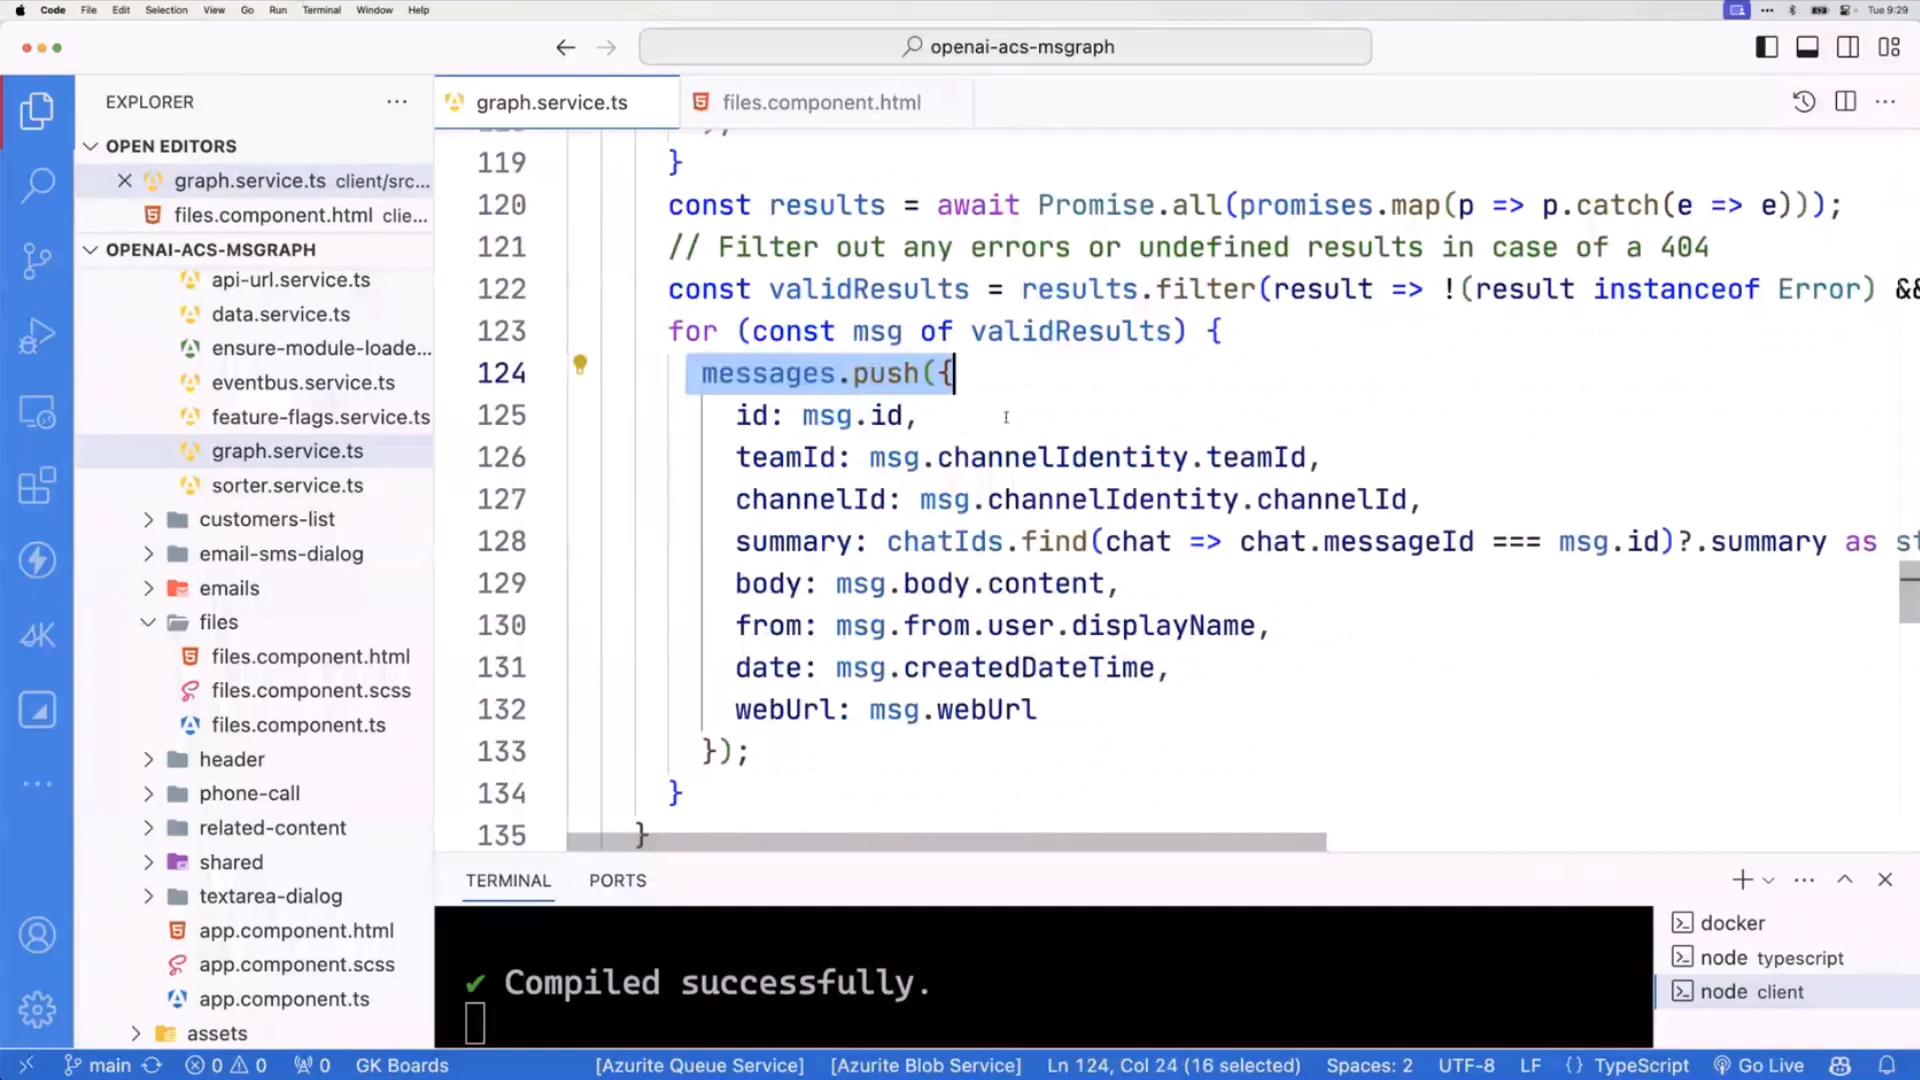 Code File Edit Selection View Go Run Terminal Window Help
Tue 9:29
openai-acs-msgraph
EXPLORER
OPEN EDITORS
graph.service.ts client/src...
files.component.html clie...
OPENAI-ACS-MSGRAPH
api-url.service.ts
data.service.ts
ensure-module-loade...
eventbus.service.ts
feature-flags.service.ts
graph.service.ts
sorter.service.ts
customers-list
email-sms-dialog
emails
files
files.component.html
files.component.scss
files.component.ts
header
phone-call
related-content
shared
textarea-dialog
app.component.html
app.component.scss
app.component.ts
assets
graph.service.ts
files.component.html
119 }
120 const results = await Promise.all(promises.map(p => p.catch(e => e)));
121 // Filter out any errors or undefined results in case of a 404
122 const validResults = results.filter(result => !(result instanceof Error) &&
123 for (const msg of validResults) {
124 messages.push({
125 id: msg.id,
126 teamId: msg.channelIdentity.teamId,
127 channelId: msg.channelIdentity.channelId,
128 summary: chatIds.find(chat => chat.messageId === msg.id)?.summary as st
129 body: msg.body.content,
130 from: msg.from.user.displayName,
131 date: msg.createdDateTime,
132 webUrl: msg.webUrl
133 });
134 }
135 }
TERMINAL PORTS
✔ Compiled successfully.
docker
node typescript
node client
main 0 0 0 GK Boards [Azurite Queue Service] [Azurite Blob Service] Ln 124, Col 24 (16 selected) Spaces: 2 UTF-8 LF {} TypeScript Go Live